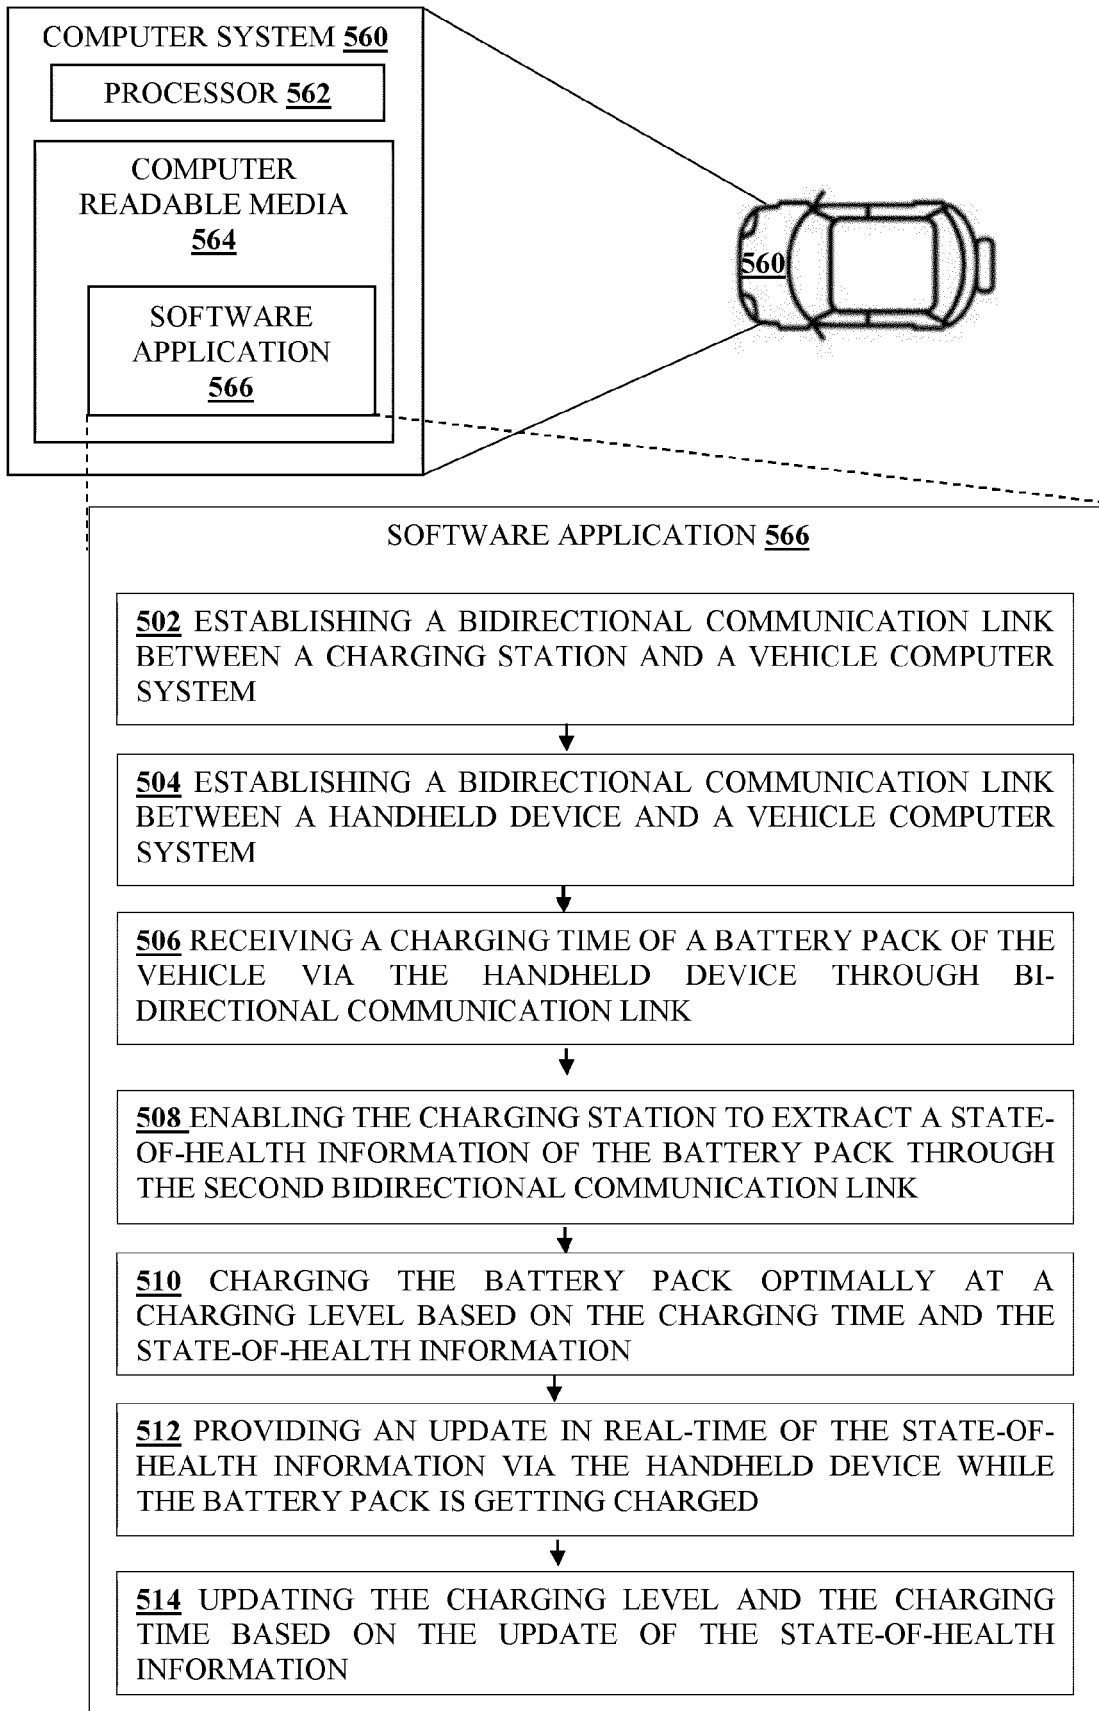 COMPUTER SYSTEM 560
PROCESSOR 562
COMPUTER
READABLE MEDIA
564
SOFTWARE
APPLICATION
566
560
SOFTWARE APPLICATION 566
502 ESTABLISHING A BIDIRECTIONAL COMMUNICATION LINK
BETWEEN A CHARGING STATION AND A VEHICLE COMPUTER
SYSTEM
504 ESTABLISHING A BIDIRECTIONAL COMMUNICATION LINK
BETWEEN A HANDHELD DEVICE AND A VEHICLE COMPUTER
SYSTEM
506 RECEIVING A CHARGING TIME OF A BATTERY PACK OF THE
VEHICLE VIA THE HANDHELD DEVICE THROUGH BI-
DIRECTIONAL COMMUNICATION LINK
508 ENABLING THE CHARGING STATION TO EXTRACT A STATE-
OF-HEALTH INFORMATION OF THE BATTERY PACK THROUGH
THE SECOND BIDIRECTIONAL COMMUNICATION LINK
510 CHARGING THE BATTERY PACK OPTIMALLY AT A
CHARGING LEVEL BASED ON THE CHARGING TIME AND THE
STATE-OF-HEALTH INFORMATION
512 PROVIDING AN UPDATE IN REAL-TIME OF THE STATE-OF-
HEALTH INFORMATION VIA THE HANDHELD DEVICE WHILE
THE BATTERY PACK IS GETTING CHARGED
514 UPDATING THE CHARGING LEVEL AND THE CHARGING
TIME BASED ON THE UPDATE OF THE STATE-OF-HEALTH
INFORMATION